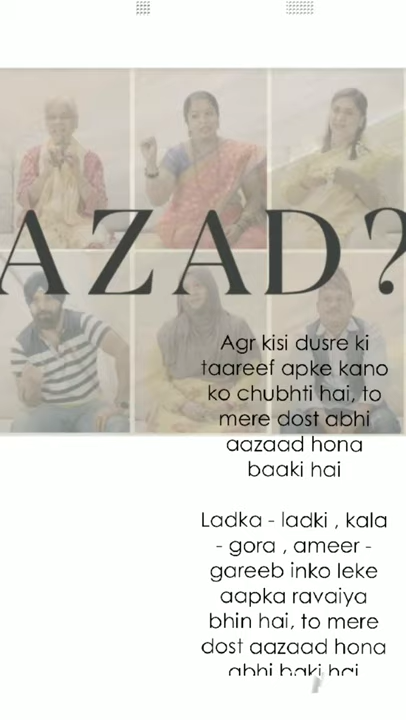 AZAD?
Agr kisi dusre ki
taareef apke kano
ko chubhti hai, to
mere dost abhi
aazaad hona
baaki hai
Ladka - ladki , kala
- gora , ameer -
gareeb inko leke
aapka ravaiya
bhin hai, to mere
dost aazaad hona
abhi baki hai